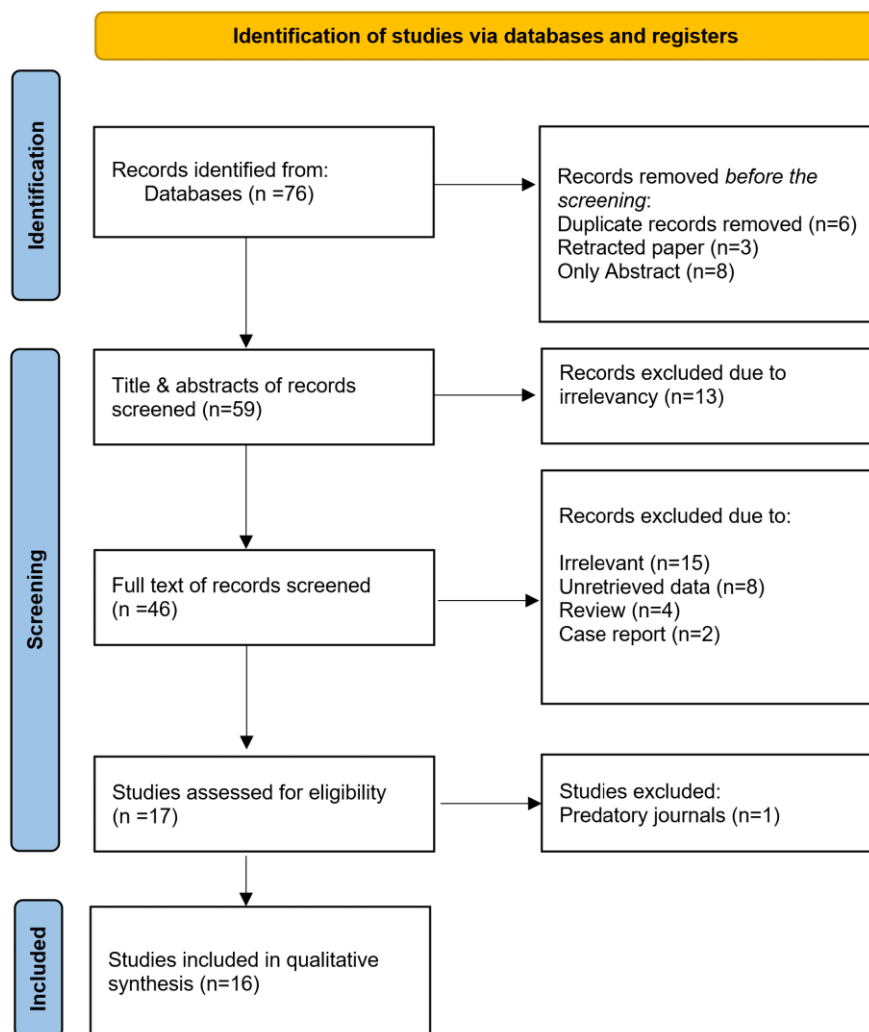 Identification of studies via databases and registers
Identification
Records identified from:
Databases (n =76)
Records removed before the
screening:
Duplicate records removed (n=6)
Retracted paper (n=3)
Only Abstract (n=8)
Screening
Title & abstracts of records
screened (n=59)
Records excluded due to
irrelevancy (n=13)
Full text of records screened
(n =46)
Records excluded due to:
Irrelevant (n=15)
Unretrieved data (n=8)
Review (n=4)
Case report (n=2)
Studies assessed for eligibility
(n =17)
Studies excluded:
Predatory journals (n=1)
Included
Studies included in qualitative
synthesis (n=16)